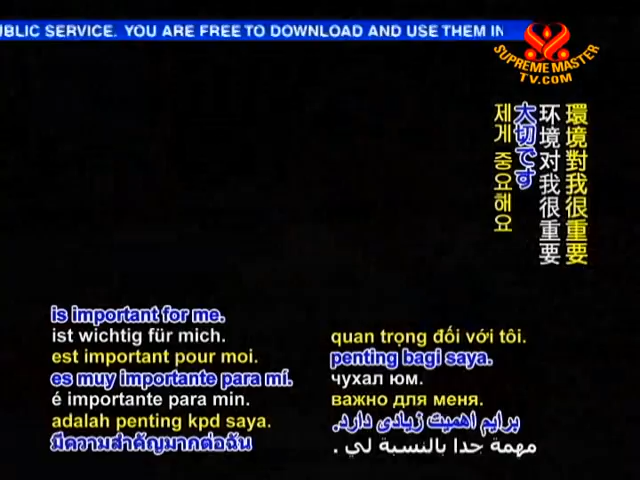 UBLIC SERVICE. YOU ARE FREE TO DOWNLOAD AND USE THEM IN
SUPREME MASTER
TV.COM
環境對我很重要
环境对我很重要
大切です
제게 중요해요
is important for me.
ist wichtig für mich.
est important pour moi.
es muy importante para mí.
é importante para min.
adalah penting kpd saya.
มีความสำคัญมากต่อฉัน
quan trọng đối với tôi.
penting bagi saya.
чухал юм.
важно для меня.
برایم اهمیت زیادی دارد.
مهمة جدا بالنسبة لي .